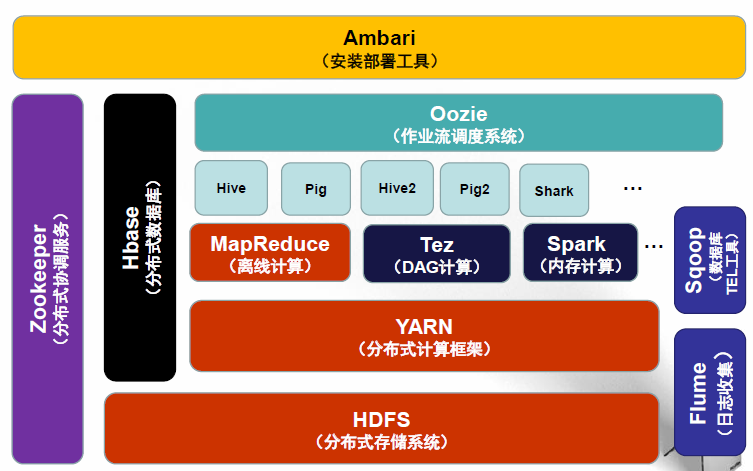 Ambari
（安装部署工具）
Zookeeper
（分布式协调服务）
Hbase
（分布式数据库）
Oozie
（作业流调度系统）
Hive
Pig
Hive2
Pig2
Shark
...
MapReduce
（离线计算）
Tez
（DAG计算）
Spark
（内存计算）
...
Sqoop
（数据库
TEL工具）
YARN
（分布式计算框架）
Flume
（日志收集）
HDFS
（分布式存储系统）